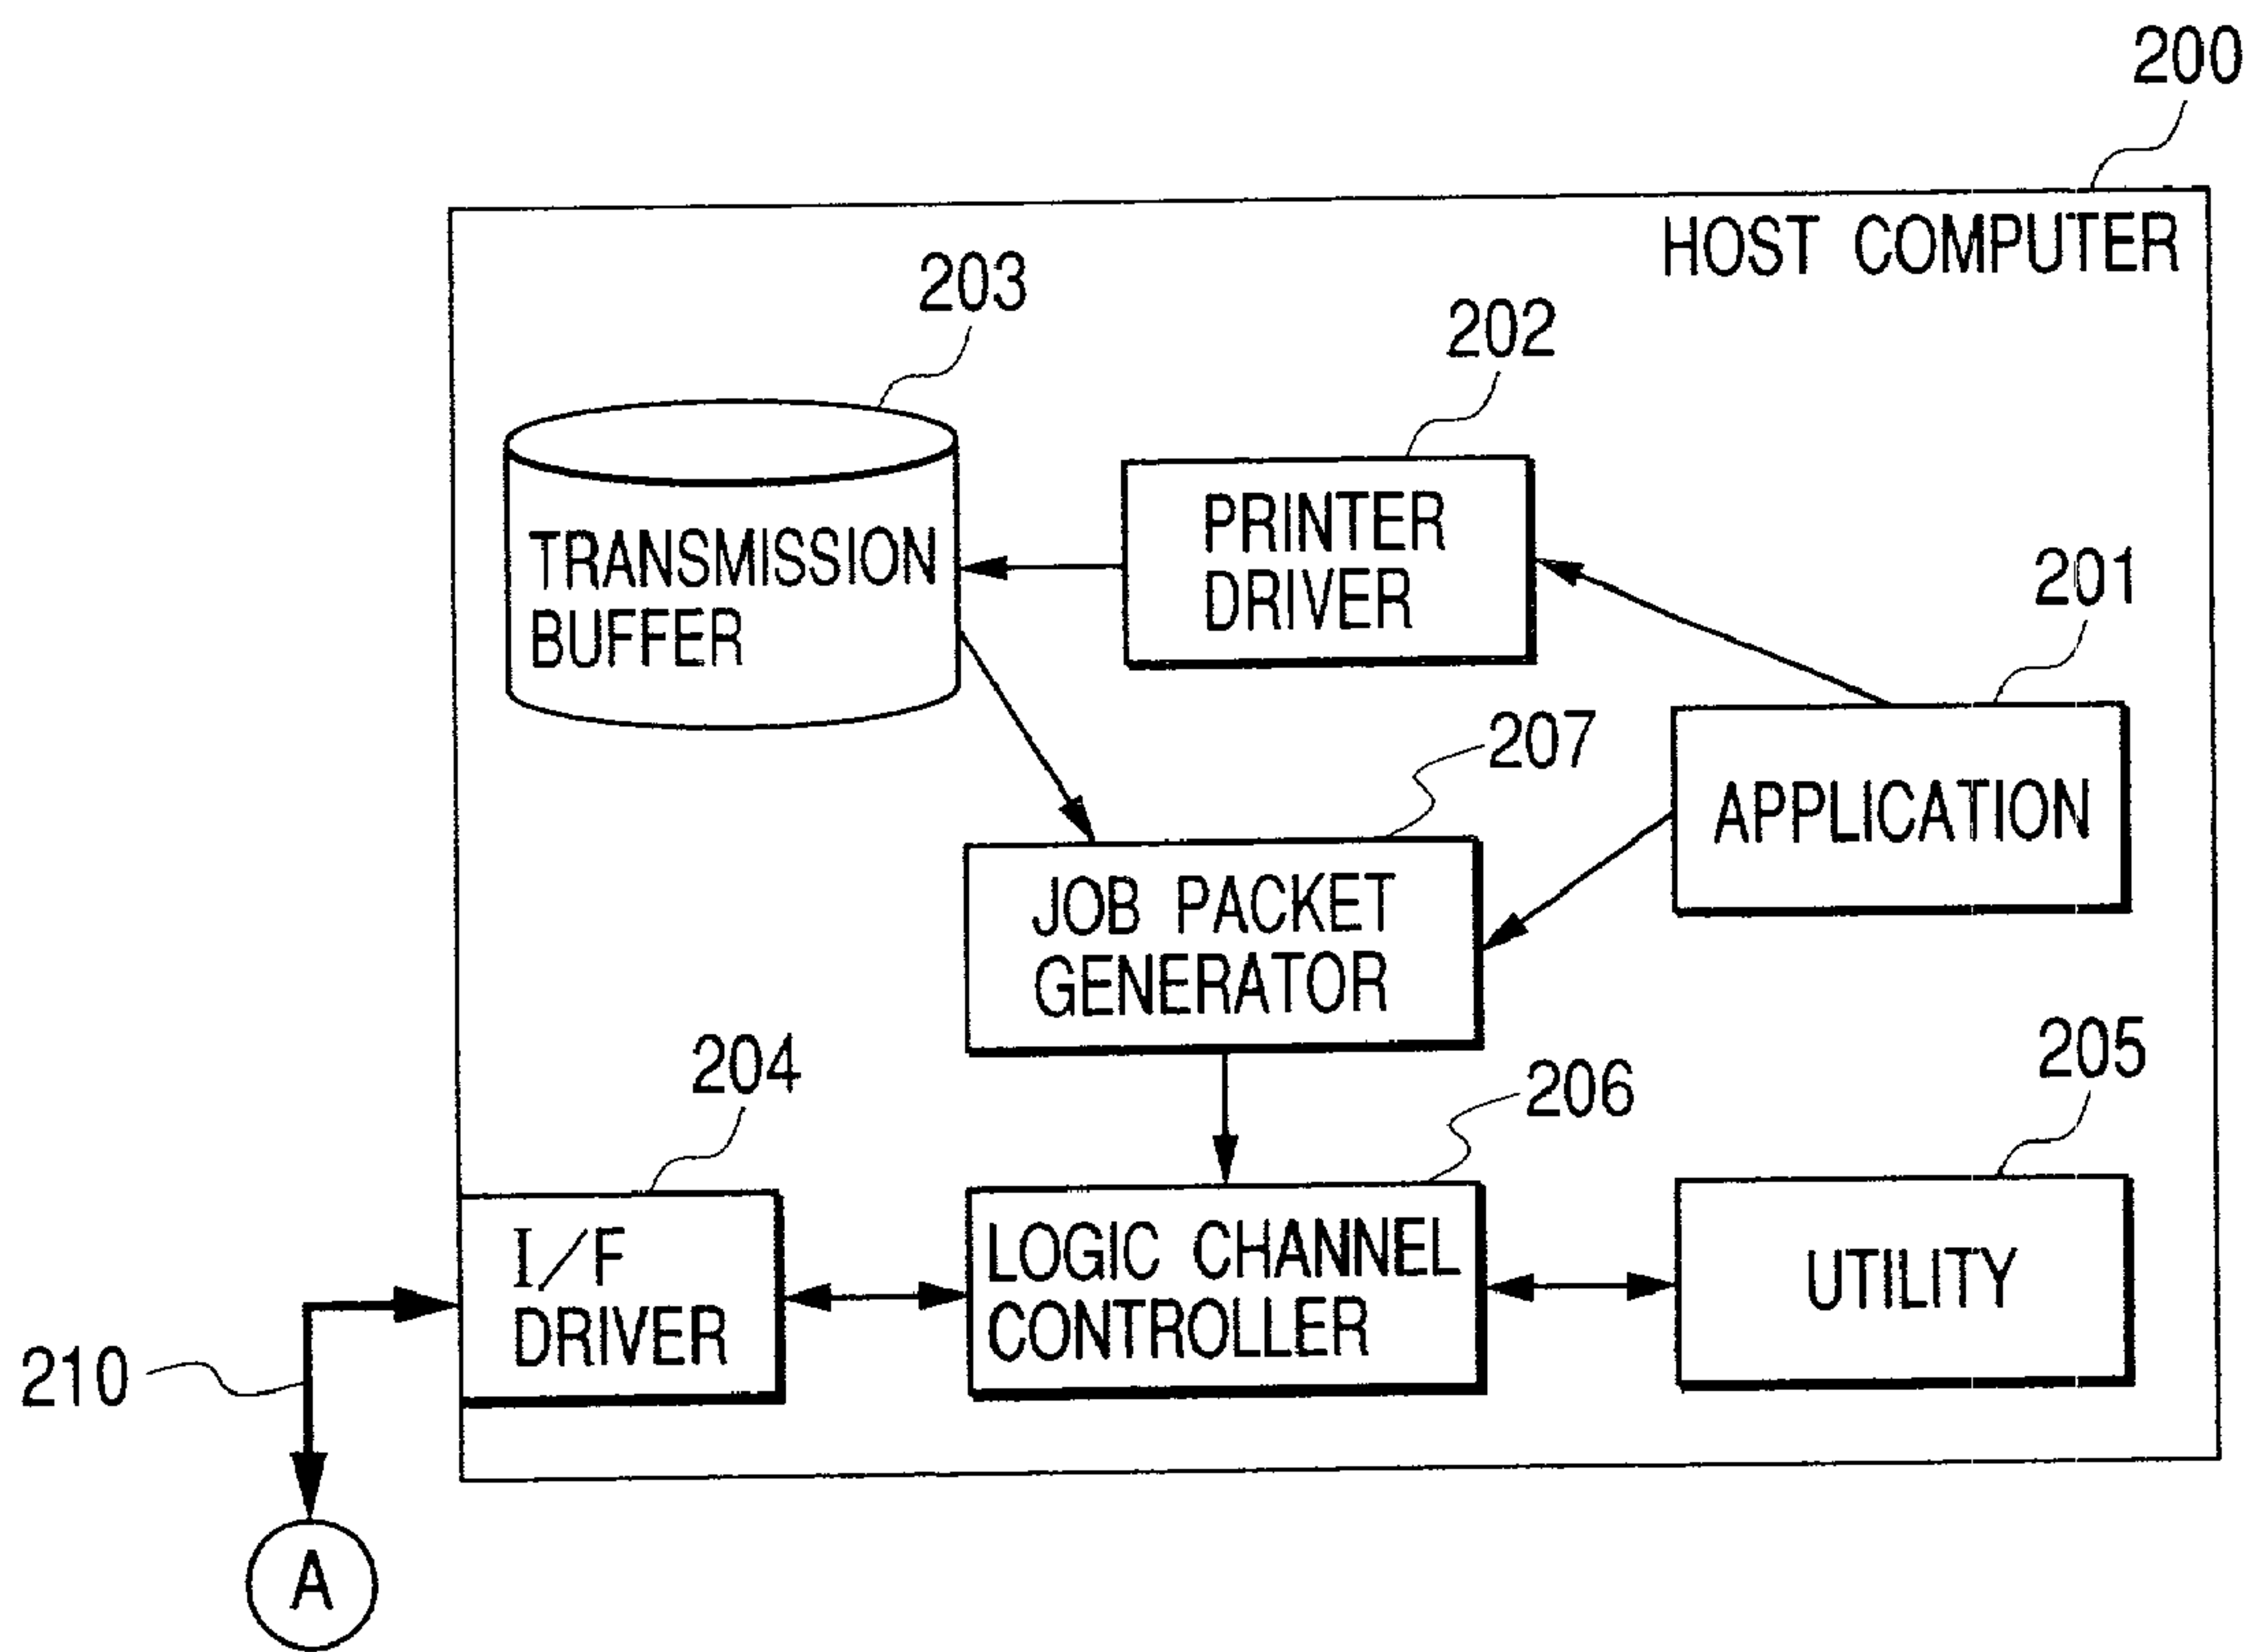 200
HOST COMPUTER
203
202
TRANSMISSION
BUFFER
PRINTER
DRIVER
201
207
APPLICATION
JOB PACKET
GENERATOR
204
206
205
I/F
DRIVER
LOGIC CHANNEL
CONTROLLER
UTILITY
210
A